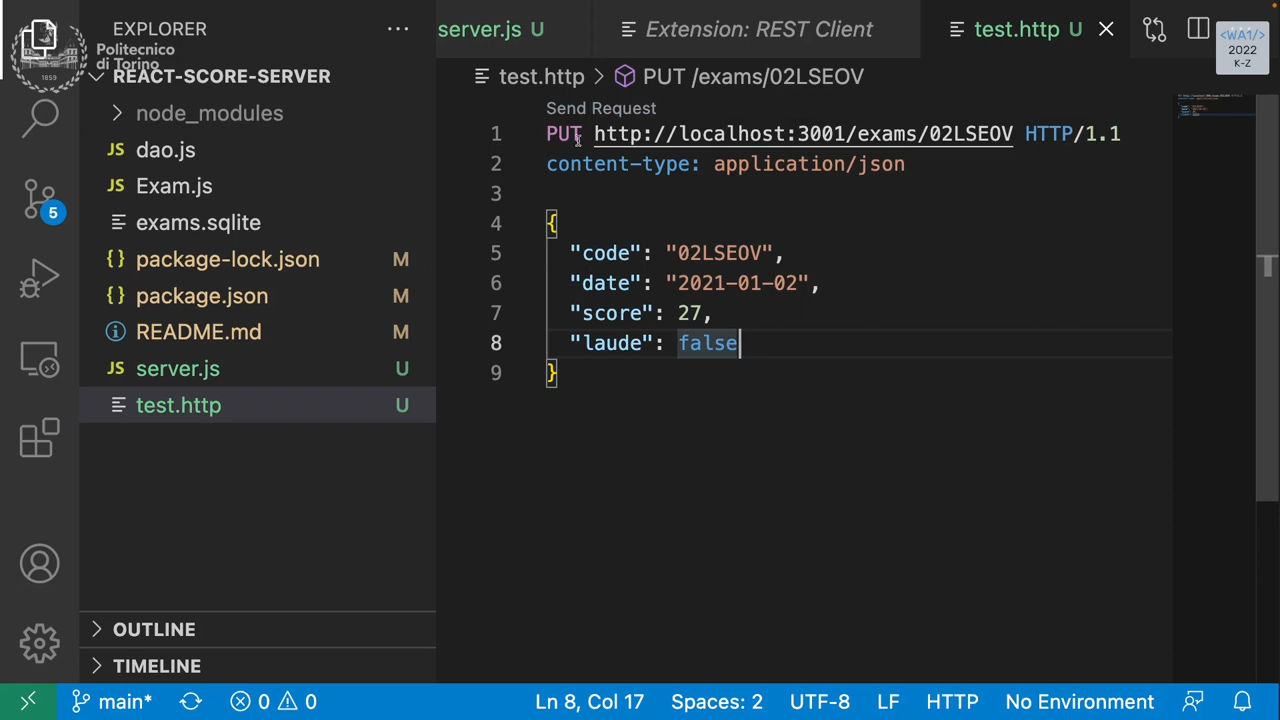 EXPLORER
Politecnico
di Torino
1859
REACT-SCORE-SERVER
node_modules
JS dao.js
JS Exam.js
exams.sqlite
{} package-lock.json M
{} package.json M
README.md M
JS server.js U
test.http U
5
OUTLINE
TIMELINE
server.js U
Extension: REST Client
test.http U
<WA1/>
2022
K-Z
test.http > PUT /exams/02LSEOV
Send Request
1 PUT http://localhost:3001/exams/02LSEOV HTTP/1.1
2 content-type: application/json
3
4 {
5 "code": "02LSEOV",
6 "date": "2021-01-02",
7 "score": 27,
8 "laude": false
9 }
main* 0 0 Ln 8, Col 17 Spaces: 2 UTF-8 LF HTTP No Environment